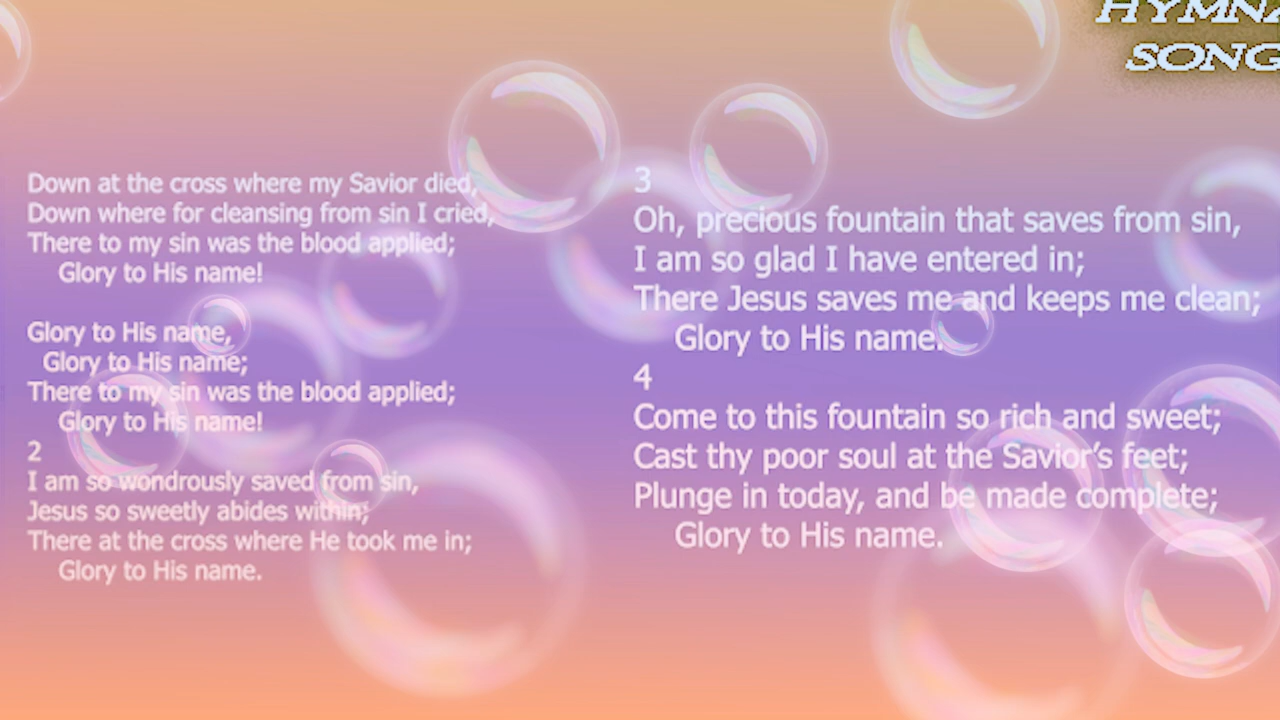 HYMNA
SONG
Down at the cross where my Savior died,
Down where for cleansing from sin I cried,
There to my sin was the blood applied;
Glory to His name!
Glory to His name,
Glory to His name;
There to my sin was the blood applied;
Glory to His name!
2
I am so wondrously saved from sin,
Jesus so sweetly abides within;
There at the cross where He took me in;
Glory to His name.
3
Oh, precious fountain that saves from sin,
I am so glad I have entered in;
There Jesus saves me and keeps me clean;
Glory to His name.
4
Come to this fountain so rich and sweet;
Cast thy poor soul at the Savior’s feet;
Plunge in today, and be made complete;
Glory to His name.